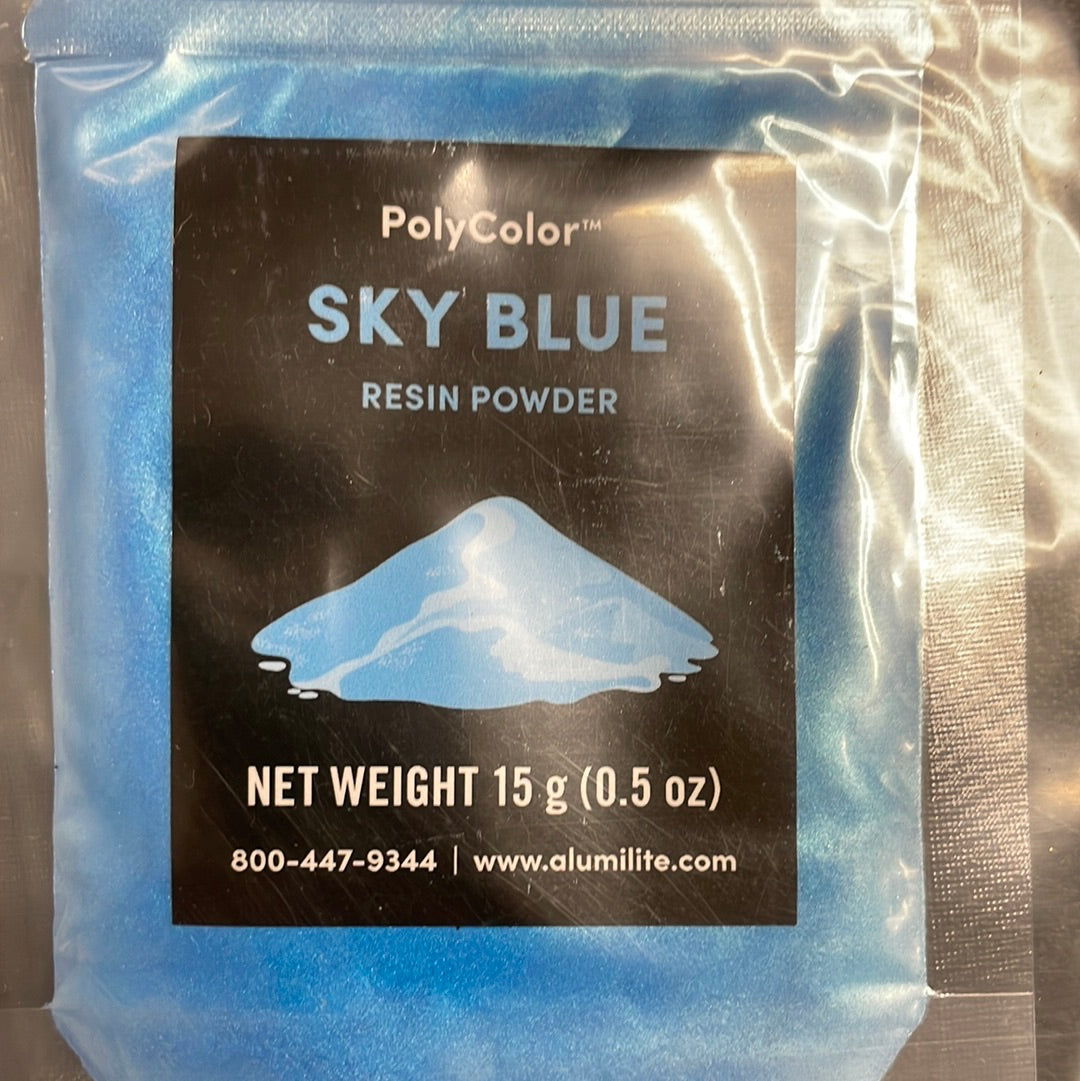 PolyColor™
SKY BLUE
RESIN POWDER
NET WEIGHT 15 g (0.5 oz)
800-447-9344 | www.alumilite.com